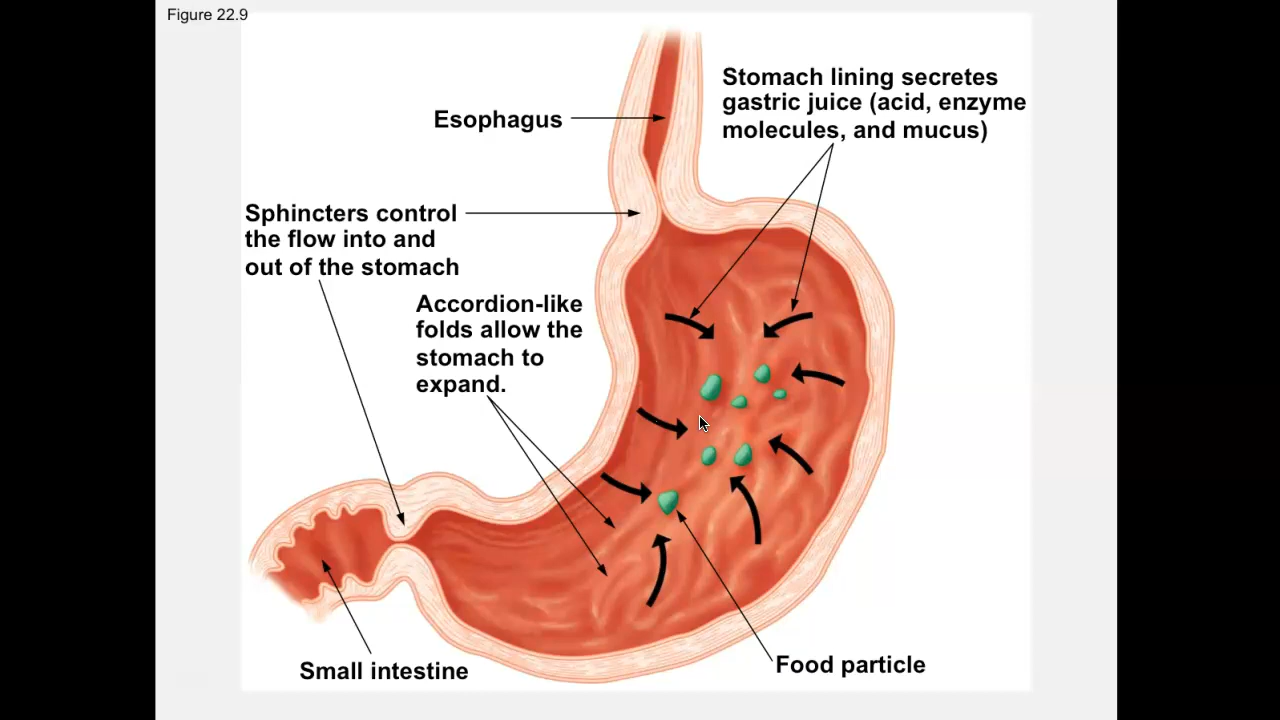 Figure 22.9
Stomach lining secretes
gastric juice (acid, enzyme
molecules, and mucus)
Esophagus
Sphincters control
the flow into and
out of the stomach
Accordion-like
folds allow the
stomach to
expand.
Small intestine
Food particle